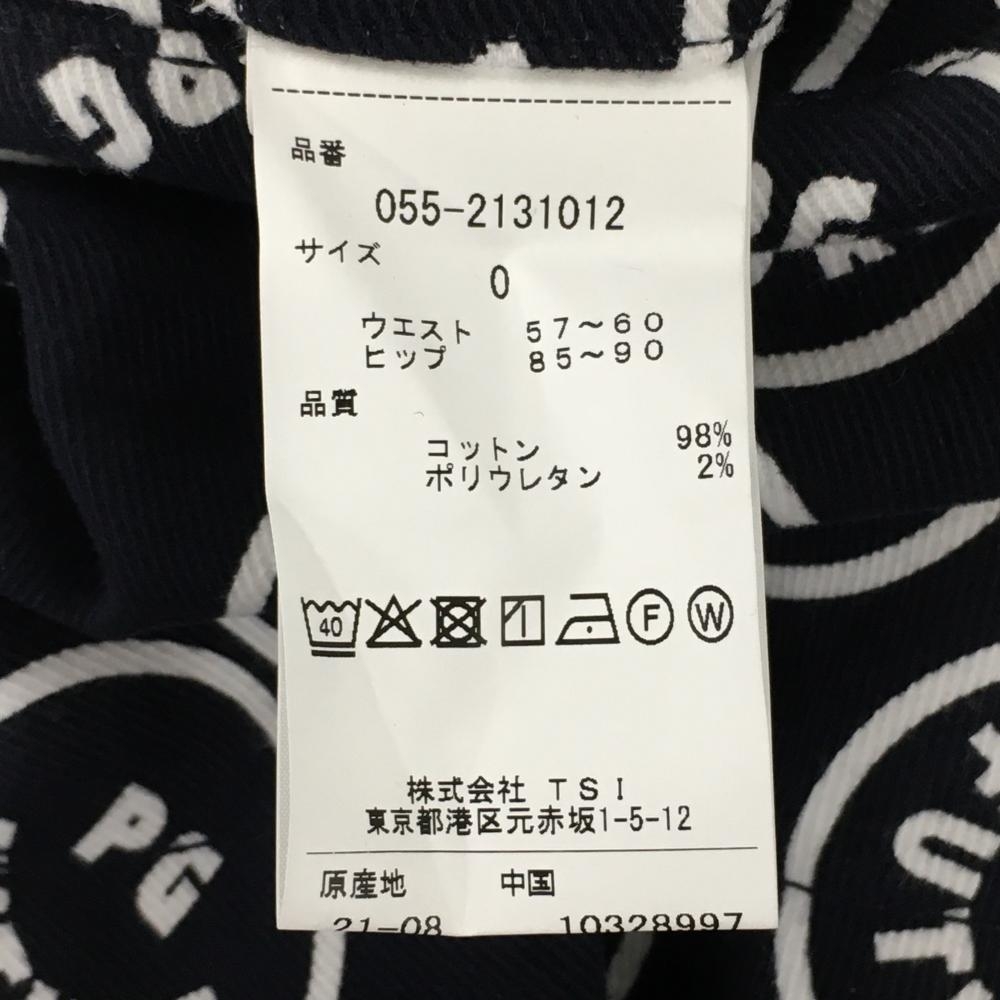 品番
055-2131012
サイズ
0
ウエスト 57～60
ヒップ 85～90
品質
コットン 98%
ポリウレタン 2%
40 F W
株式会社 TSI
東京都港区元赤坂1-5-12
原産地 中国
21-08 10328997
P'G